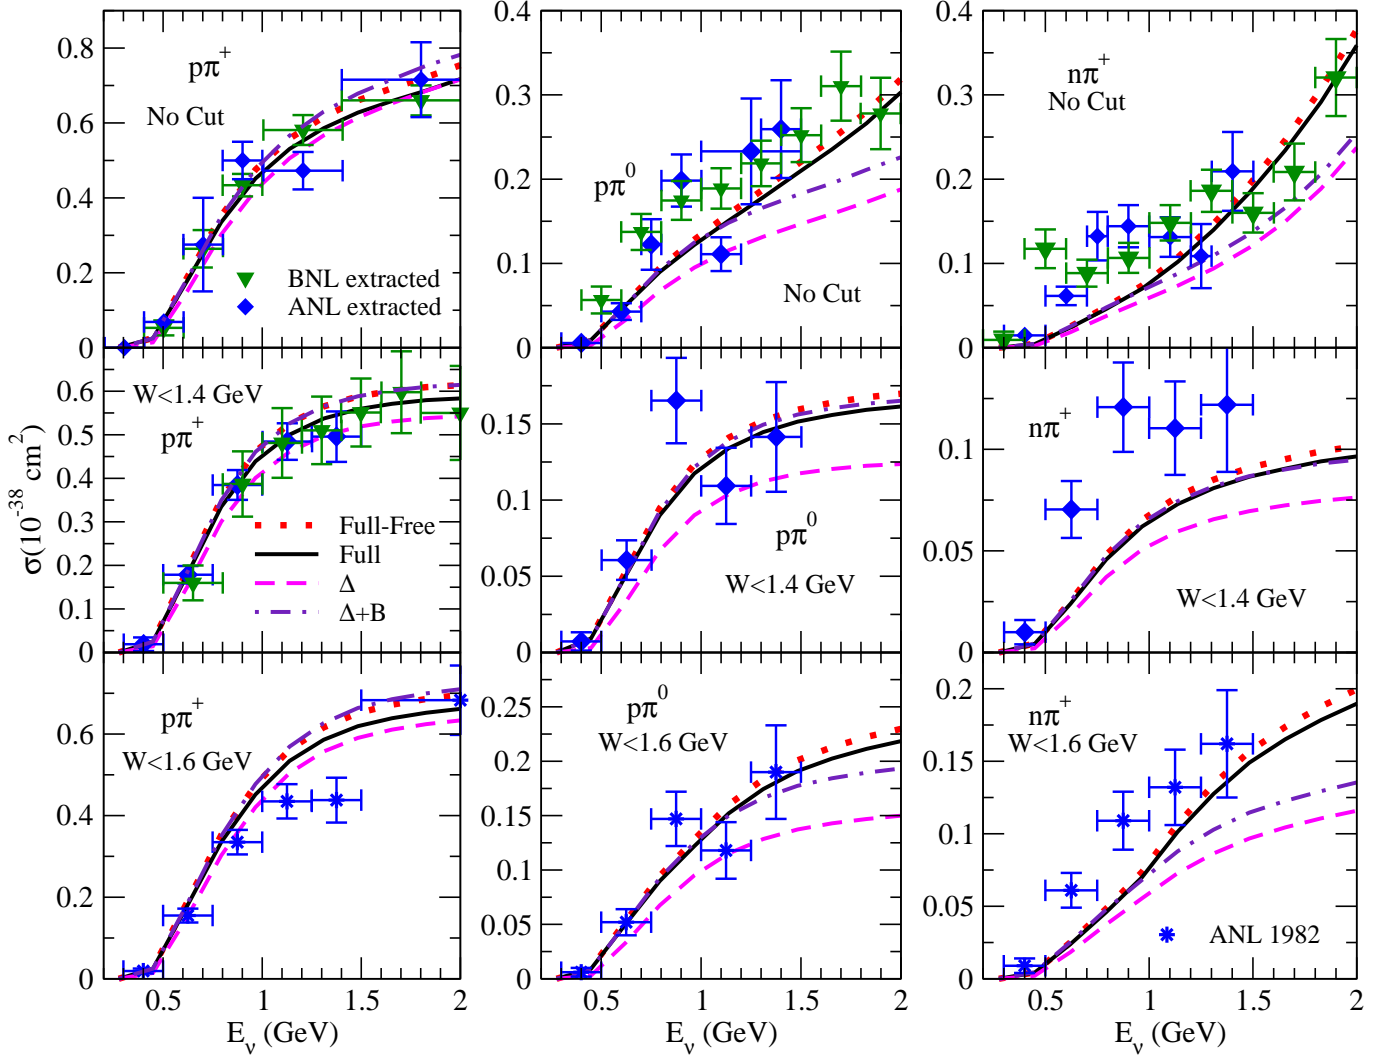 0.8
0.6
0.4
0.2
0
pπ+
No Cut
BNL extracted
ANL extracted
0.4
0.3
0.2
0.1
0
pπ0
No Cut
0.4
0.3
0.2
0.1
0
nπ+
No Cut
σ(10-38 cm2)
0.6
0.5
0.4
0.3
0.2
0.1
0
W<1.4 GeV
pπ+
Full-Free
Full
Δ
Δ+B
0.15
0.1
0.05
0
pπ0
W<1.4 GeV
0.1
0.05
0
nπ+
W<1.4 GeV
0.6
0.4
0.2
0
pπ+
W<1.6 GeV
0.5 1 1.5 2
Eν (GeV)
0.25
0.2
0.15
0.1
0.05
0
pπ0
W<1.6 GeV
0.5 1 1.5 2
Eν (GeV)
0.2
0.15
0.1
0.05
0
nπ+
W<1.6 GeV
ANL 1982
0.5 1 1.5 2
Eν (GeV)